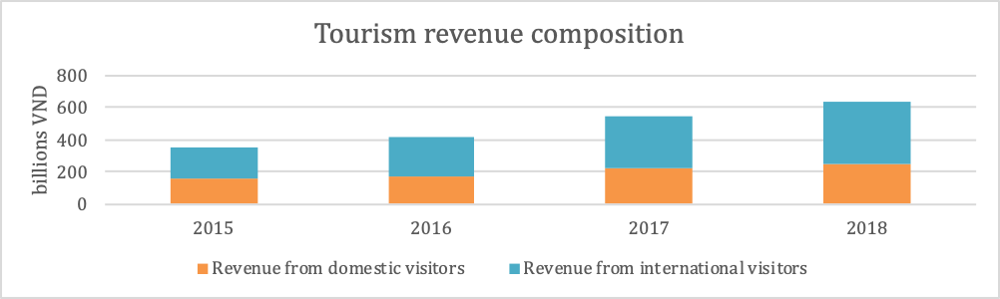 Tourism revenue composition
billions VND
800
600
400
200
0
2015 2016 2017 2018
Revenue from domestic visitors Revenue from international visitors